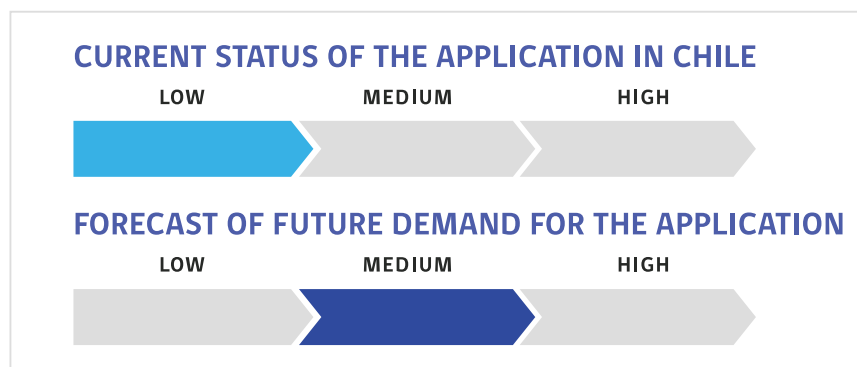 CURRENT STATUS OF THE APPLICATION IN CHILE
LOW MEDIUM HIGH
FORECAST OF FUTURE DEMAND FOR THE APPLICATION
LOW MEDIUM HIGH